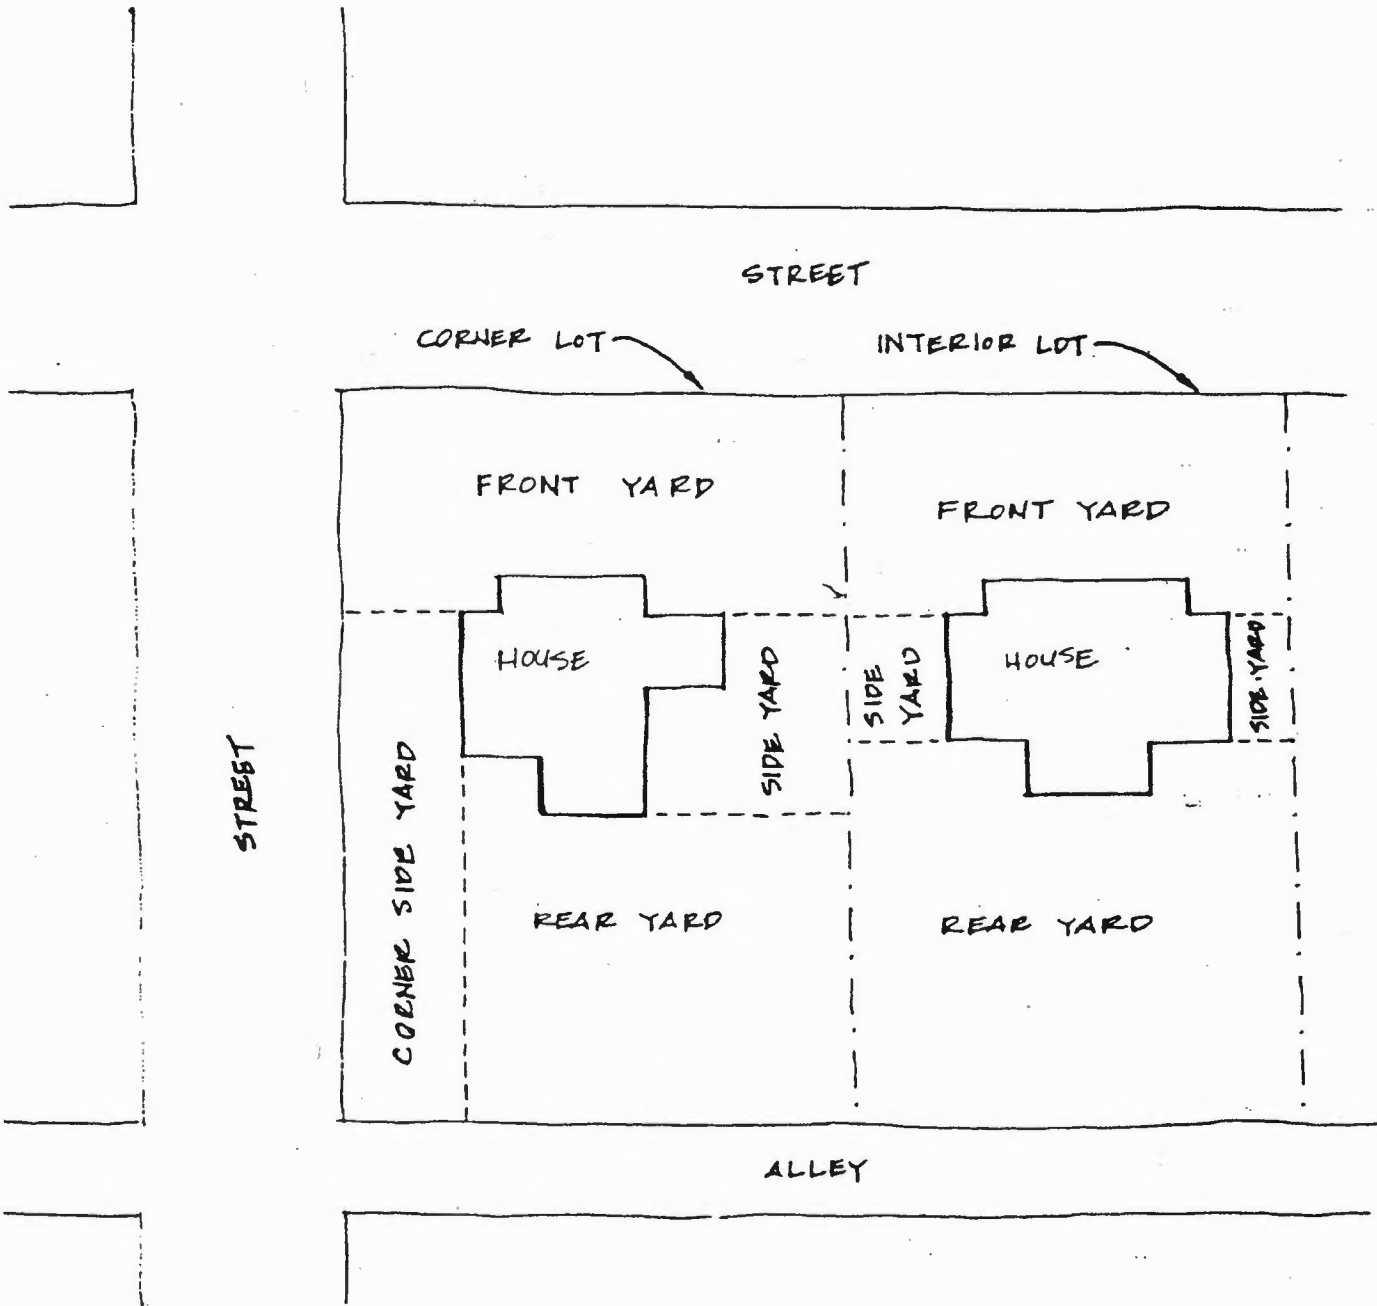 STREET
CORNER LOT
INTERIOR LOT
FRONT YARD
FRONT YARD
HOUSE
SIDE YARD
SIDE
YARD
HOUSE
SIDE YARD
STREET
CORNER SIDE YARD
REAR YARD
REAR YARD
ALLEY